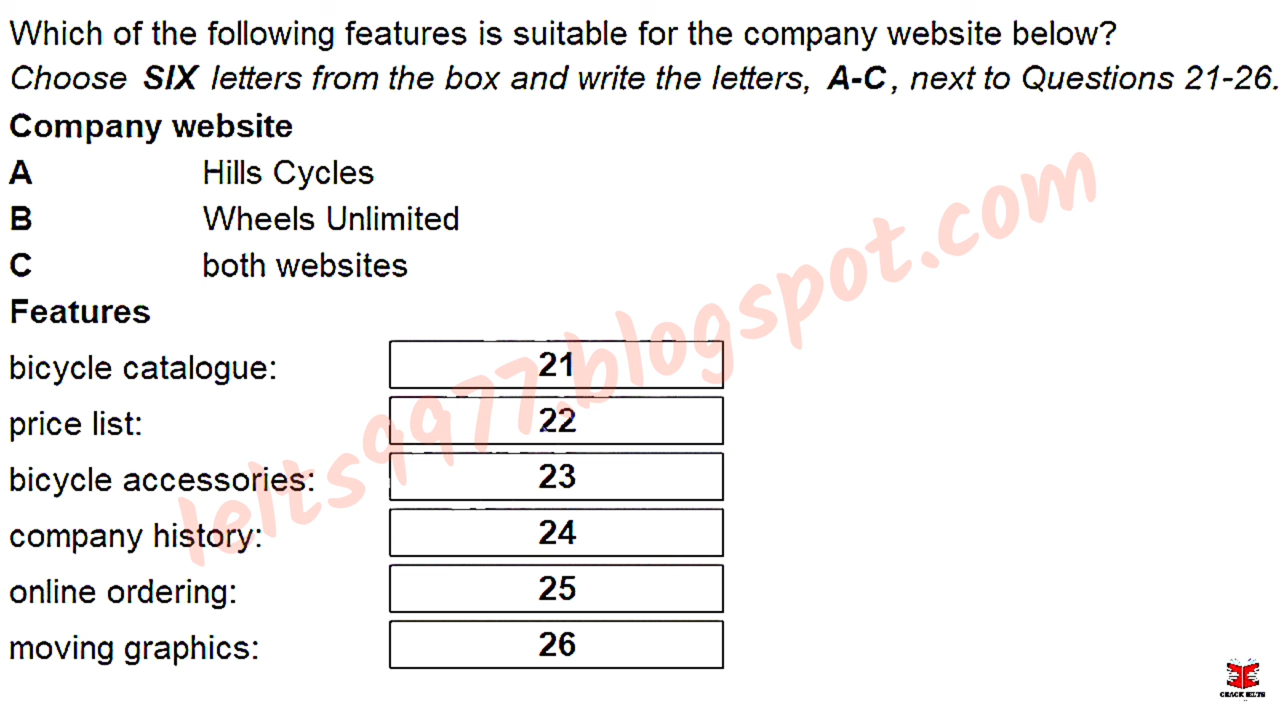 Which of the following features is suitable for the company website below?
Choose SIX letters from the box and write the letters, A-C, next to Questions 21-26.
Company website
A Hills Cycles
B Wheels Unlimited
C both websites
Features
bicycle catalogue: 21
price list: 22
bicycle accessories: 23
company history: 24
online ordering: 25
moving graphics: 26
Ielts9977.blogspot.com
CRACK IELTS